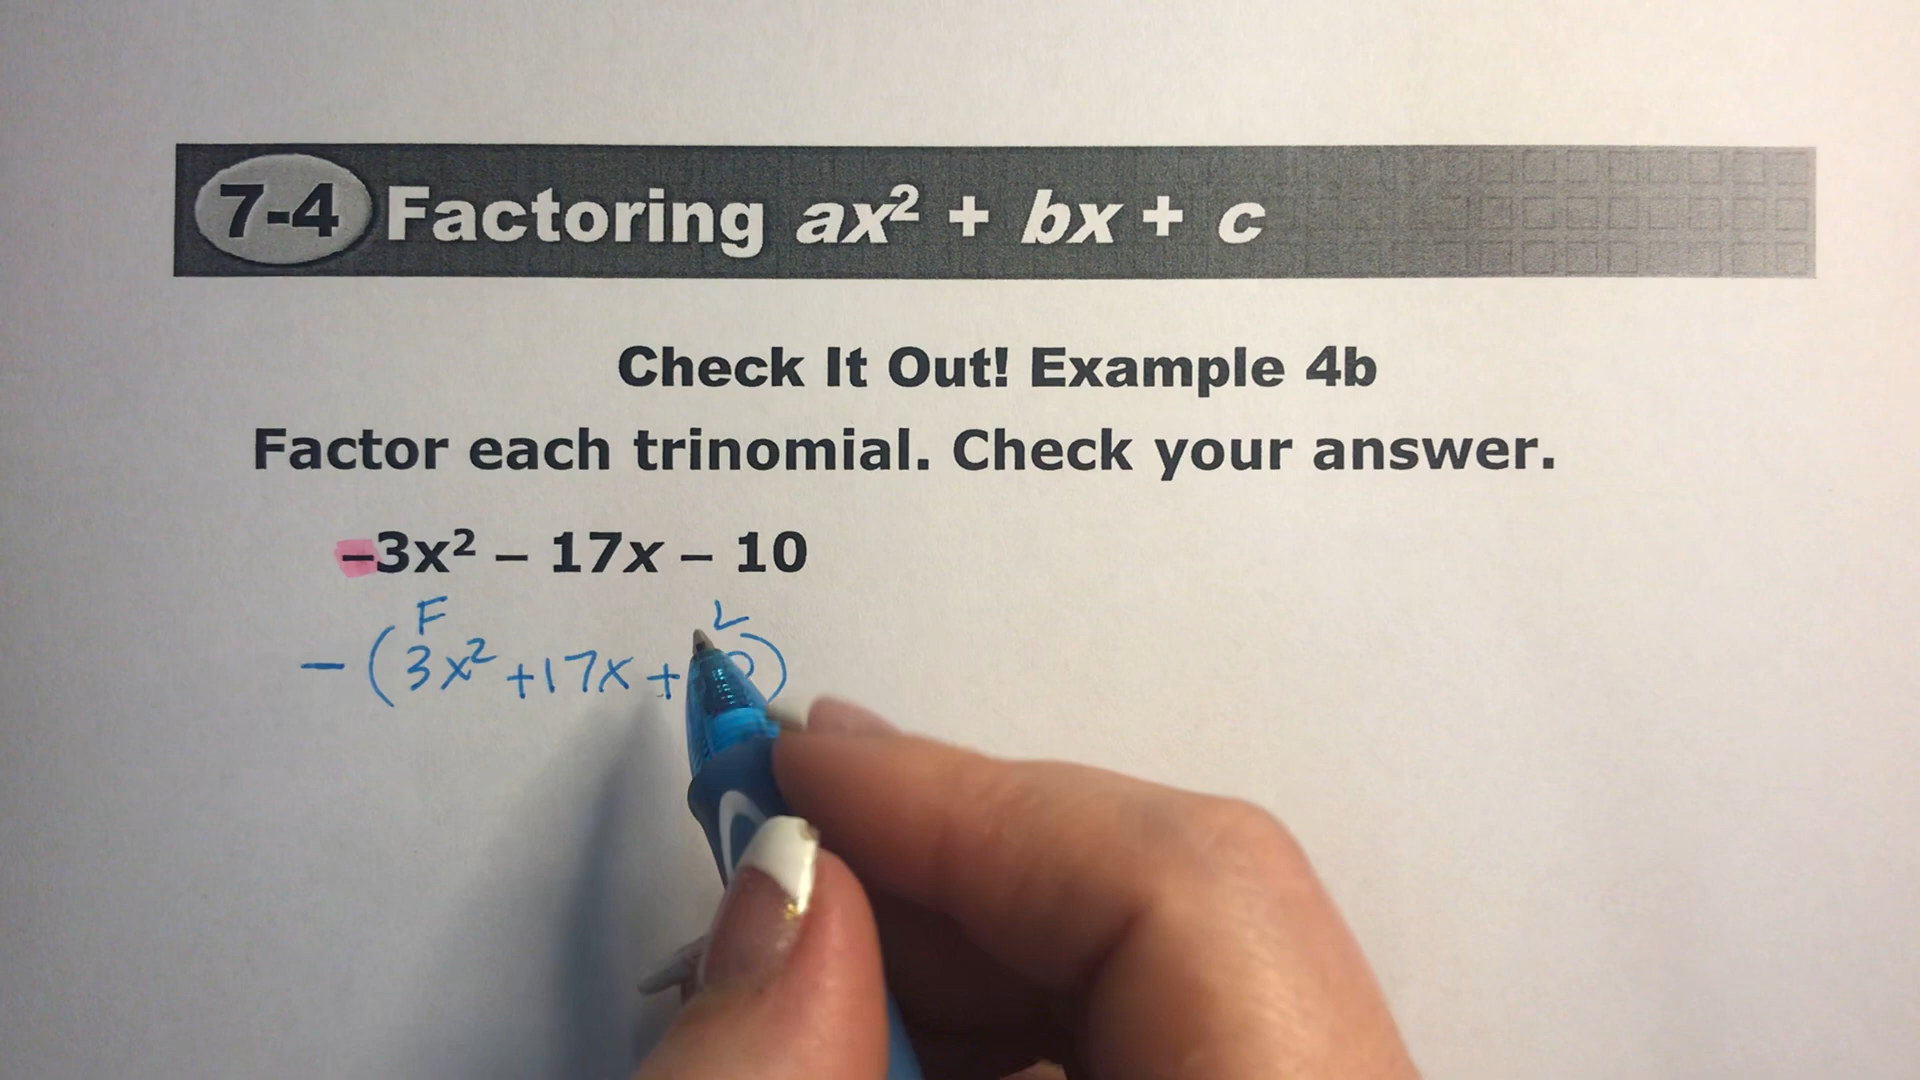 7-4 Factoring ax² + bx + c
Check It Out! Example 4b
Factor each trinomial. Check your answer.
–3x² – 17x – 10
F L
– (3x² +17x + 0)